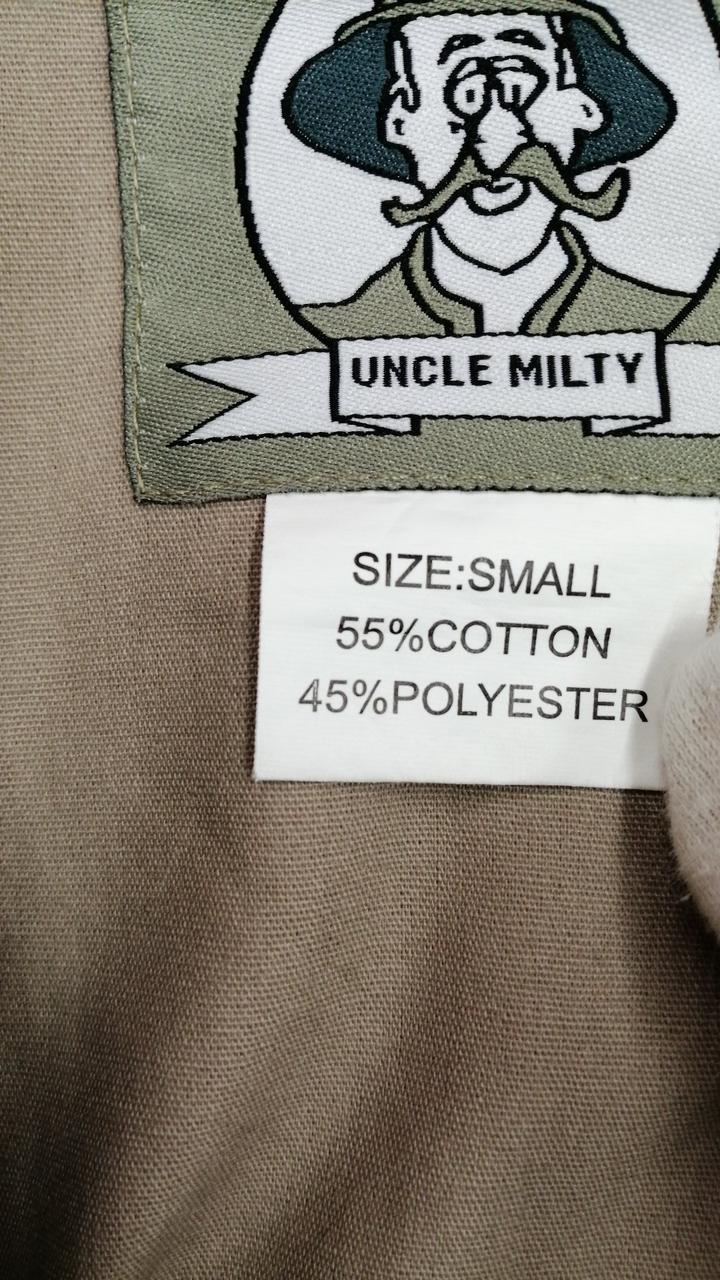 UNCLE MILTY
SIZE:SMALL
55%COTTON
45%POLYESTER